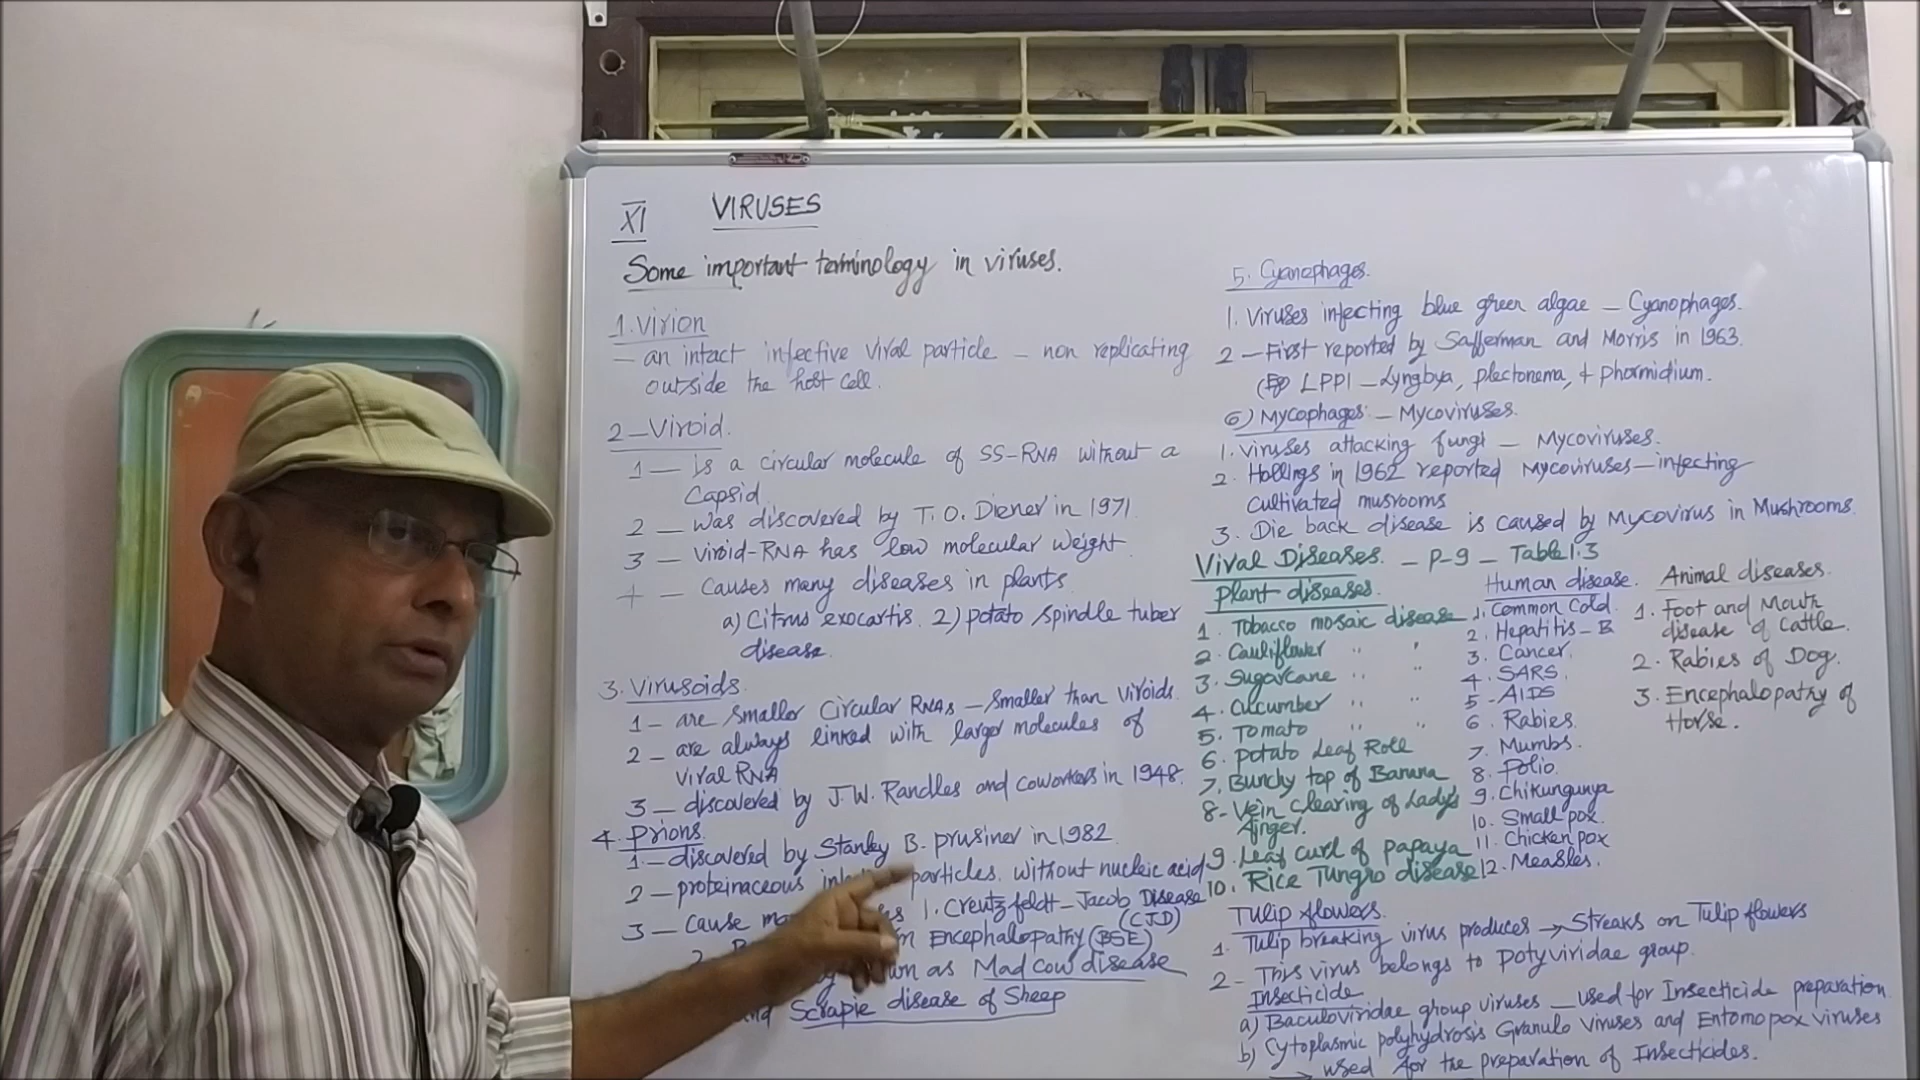 XI VIRUSES
Some important terminology in viruses.
1. Virion
— an intact infective viral particle — non replicating
outside the host cell.
2 — Viroid.
1 — is a circular molecule of SS-RNA without a
Capsid
2 — was discovered by T. O. Diener in 1971.
3 — Viroid-RNA has low molecular weight.
— causes many diseases in plants
a) Citrus exocartis. 2) potato spindle tuber
disease.
3. Virusoids.
1 — are smaller circular RNAs — smaller than viroids.
2 — are always linked with larger molecules of
viral RNA
3 — discovered by J.W. Randles and coworkers in 1948.
4. Prions.
1 — discovered by Stanley B. prusiner in 1982.
2 — proteinaceous particles. without nucleic acid
3 — cause 1. Creutzfeldt — Jacob Disease
(CJD)
2. Encephalopathy (BSE)
as Mad cow disease
Scrapie disease of Sheep
5. Cyanophages.
1. Viruses infecting blue green algae — Cyanophages.
2 — First reported by Safferman and Morris in 1963.
LPP1 — Lyngbya, plectonema, + phormidium.
6) Mycophages: — Mycoviruses.
1. viruses attacking fungi — Mycoviruses.
2. Hollings in 1962 reported Mycoviruses — infecting
cultivated musrooms
3. Die back disease is caused by Mycovirus in Mushrooms.
Viral Diseases. — P-9 — Table 1.3
plant diseases.
1. Tobacco mosaic disease
2. Cauliflower " "
3. Sugarcane " "
4. Cucumber " "
5. Tomato " "
6. potato Leaf Roll
7. Bunchy top of Banana
8 - Vein clearing of Lady's
finger.
9. Leaf curl of papaya
10. Rice Tungro disease
Human disease.
1. Common cold.
2. Hepatitis-B
3. Cancer.
4. SARS.
5 - AIDS
6. Rabies.
7. Mumbs.
8. Polio.
9. Chikungunya
10. Small pox.
11. Chicken pox
12. Measles.
Animal diseases.
1. Foot and Mouth
disease of Cattle.
2. Rabies of Dog.
3. Encephalopathy of
Horse.
Tulip flowers.
1. Tulip breaking virus produces → Streaks on Tulip flowers
2 - This virus belongs to potyviridae group.
Insecticide
a) Baculoviridae group viruses — used for Insecticide preparation
b) Cytoplasmic polyhydrosis Granulo viruses and Entomopox viruses
→ used for the preparation of Insecticides.